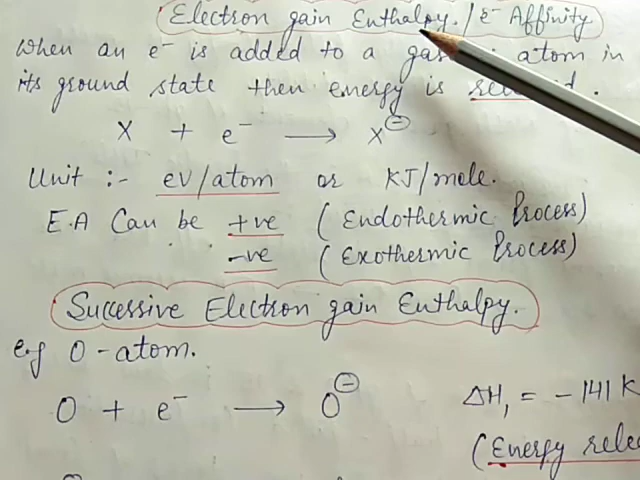 Electron gain Enthalpy. / e⁻ Affinity
When an e⁻ is added to a atom in
its ground state then energy is
X + e⁻ ⟶ X⊖
Unit :- eV/atom or KJ/mole.
E.A Can be +ve (Endothermic Process)
-ve (Exothermic Process)
Successive Electron gain Enthalpy.
e.g O-atom.
O + e⁻ ⟶ O⊖ ΔH₁ = -141 K
(Energy rele